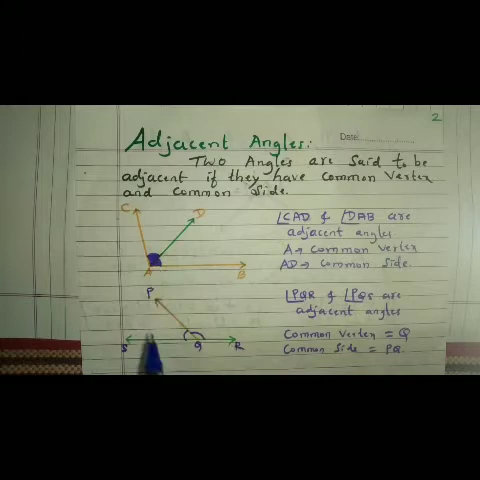 2
Adjacent Angles:
Date:
Two Angles are said to be
adjacent if they have common vertex
and common side.
C
D
A
B
∠CAD & ∠DAB are
adjacent angles
A → common vertex
AD → common side.
P
S
Q
R
∠PQR & ∠PQS are
adjacent angles
Common Vertex = Q
Common Side = PQ.